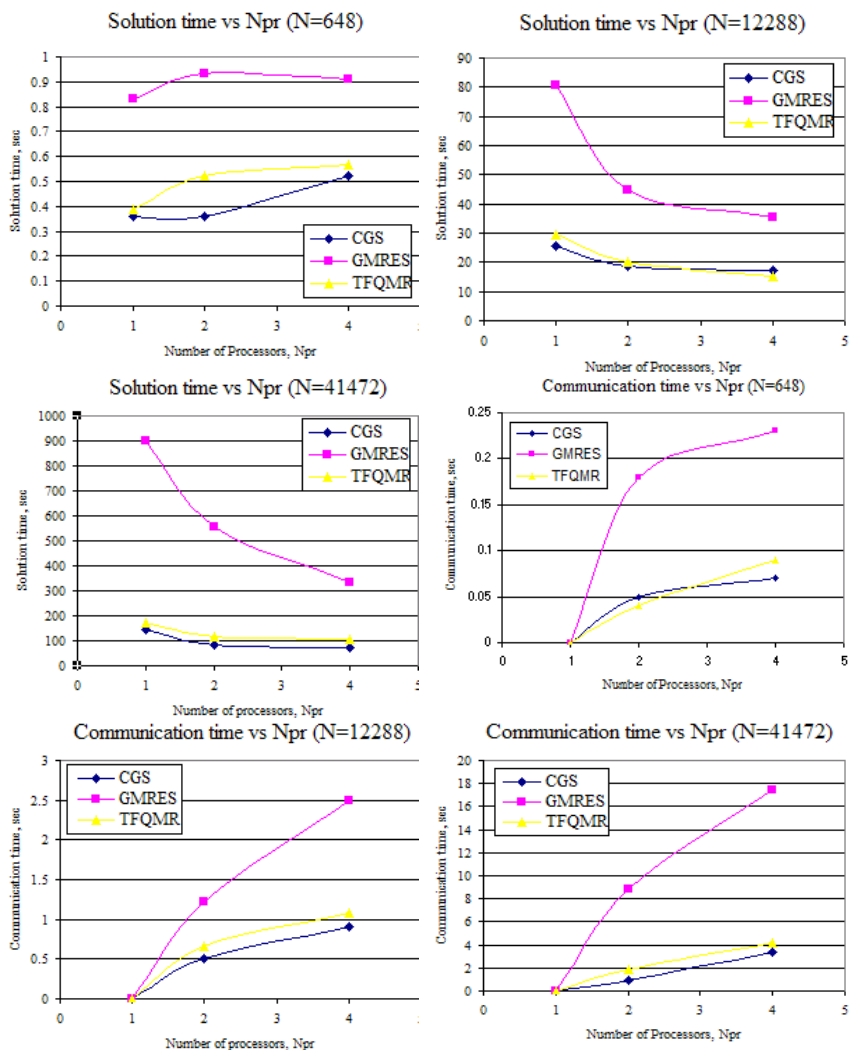 Solution time vs Npr (N=648)
Solution time, sec
1
0.9
0.8
0.7
0.6
0.5
0.4
0.3
0.2
0.1
0
CGS
GMRES
TFQMR
0 1 2 3 4 5
Number of Processors, Npr
Solution time vs Npr (N=12288)
Solution time, sec
90
80
70
60
50
40
30
20
10
0
CGS
GMRES
TFQMR
0 1 2 3 4 5
Number of Processors, Npr
Solution time vs Npr (N=41472)
Solution time, sec
1000
900
800
700
600
500
400
300
200
100
0
CGS
GMRES
TFQMR
0 1 2 3 4 5
Number of processors, Npr
Communication time vs Npr (N=648)
Communication time, sec
0.25
0.2
0.15
0.1
0.05
0
CGS
GMRES
TFQMR
0 1 2 3 4 5
Number of Processors, Npr
Communication time vs Npr (N=12288)
Communication time, sec
3
2.5
2
1.5
1
0.5
0
CGS
GMRES
TFQMR
0 1 2 3 4 5
Number of processors, Npr
Communication time vs Npr (N=41472)
Communication time, sec
20
18
16
14
12
10
8
6
4
2
0
CGS
GMRES
TFQMR
0 1 2 3 4 5
Number of Processors, Npr